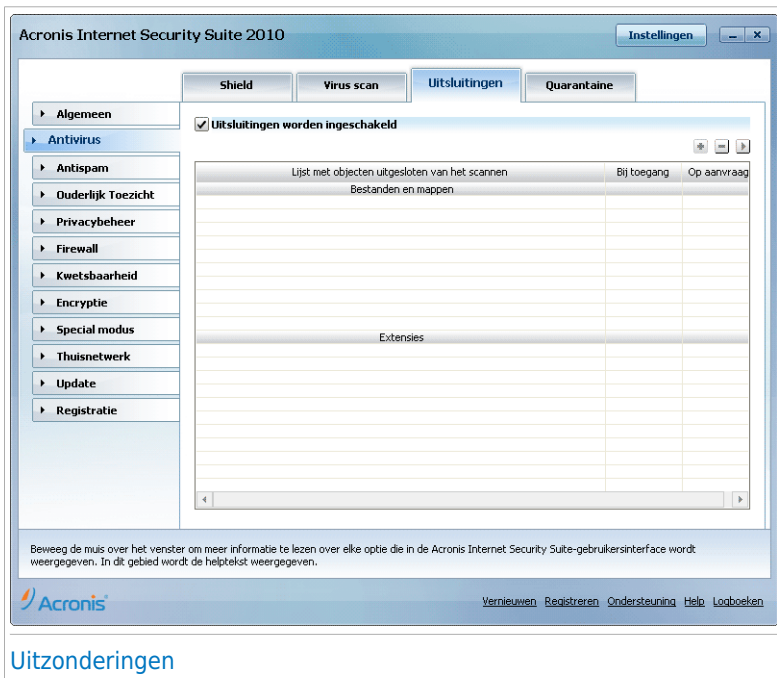 Acronis Internet Security Suite 2010
Instellingen
Shield
Virus scan
Uitsluitingen
Quarantaine
Algemeen
Antivirus
Antispam
Ouderlijk Toezicht
Privacybeheer
Firewall
Kwetsbaarheid
Encryptie
Special modus
Thuisnetwerk
Update
Registratie
Uitsluitingen worden ingeschakeld
Lijst met objecten uitgesloten van het scannen
Bij toegang
Op aanvraag
Bestanden en mappen
Extensies
Beweeg de muis over het venster om meer informatie te lezen over elke optie die in de Acronis Internet Security Suite-gebruikersinterface wordt
weergegeven. In dit gebied wordt de helptekst weergegeven.
Acronis
Vernieuwen Registreren Ondersteuning Help Logboeken
Uitzonderingen